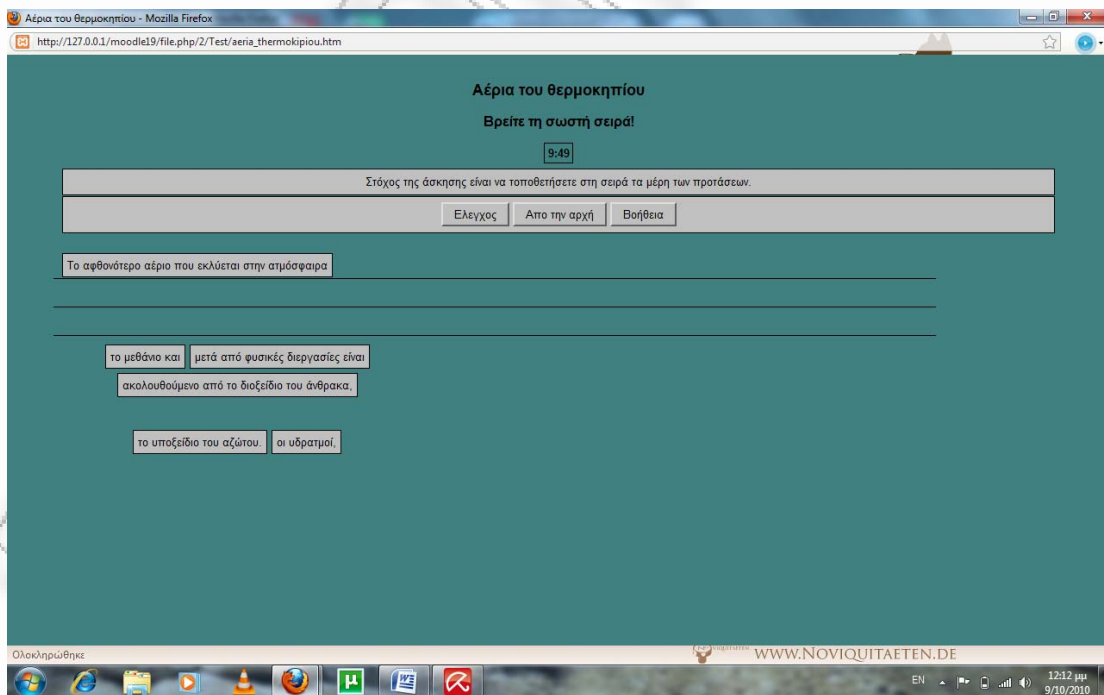 Αέρια του θερμοκηπίου - Mozilla Firefox
http://127.0.0.1/moodle19/file.php/2/Test/aeria_thermokipiou.htm
Αέρια του θερμοκηπίου
Βρείτε τη σωστή σειρά!
9:49
Στόχος της άσκησης είναι να τοποθετήσετε στη σειρά τα μέρη των προτάσεων.
Ελεγχος Απο την αρχή Βοήθεια
Το αφθονότερο αέριο που εκλύεται στην ατμόσφαιρα
το μεθάνιο και μετά από φυσικές διεργασίες είναι
ακολουθούμενο από το διοξείδιο του άνθρακα,
το υποξείδιο του αζώτου. οι υδρατμοί,
Ολοκληρώθηκε
WWW.NOVIQUITAETEN.DE
EN 12:12 μμ
9/10/2010